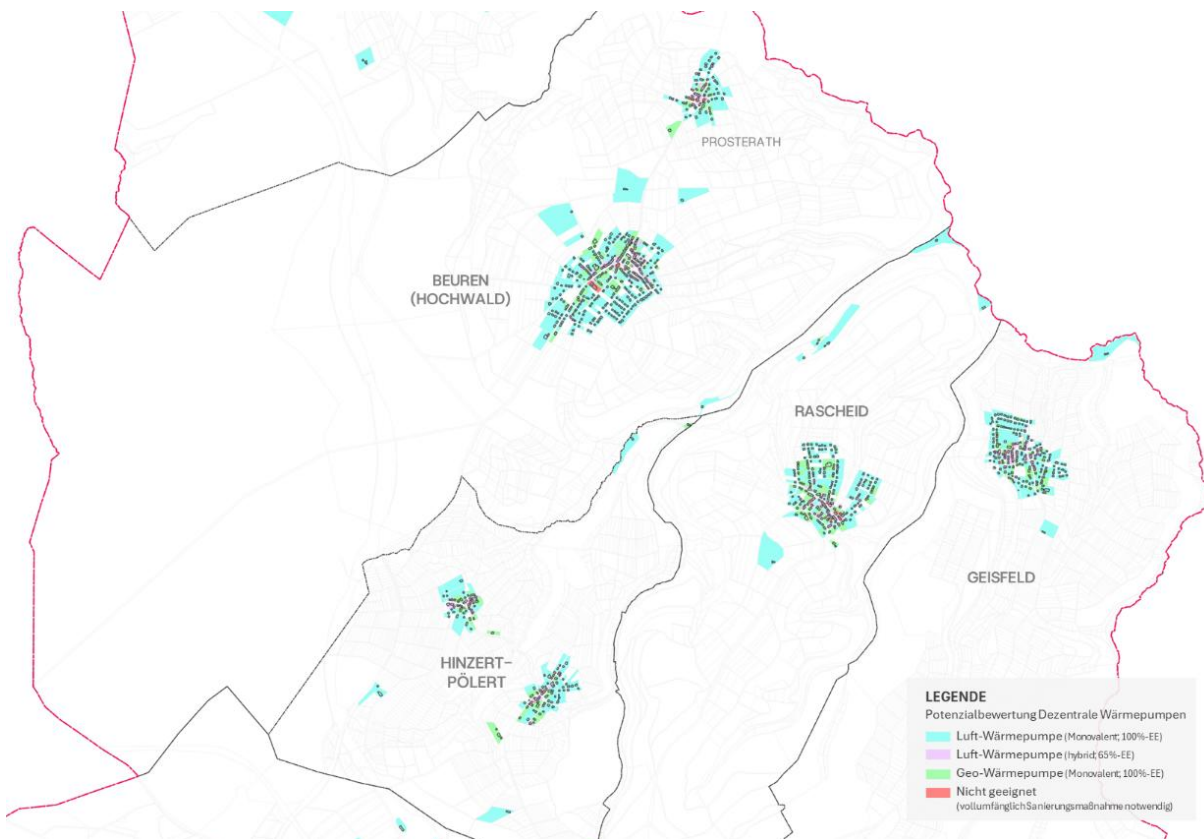 PROSTERATH
BEUREN
(HOCHWALD)
RASCHEID
GEISFELD
HINZERT-
PÖLERT
LEGENDE
Potenzialbewertung Dezentrale Wärmepumpen
Luft-Wärmepumpe (Monovalent; 100%-EE)
Luft-Wärmepumpe (hybrid; 65%-EE)
Geo-Wärmepumpe (Monovalent; 100%-EE)
Nicht geeignet
(vollumfänglich Sanierungsmaßnahme notwendig)